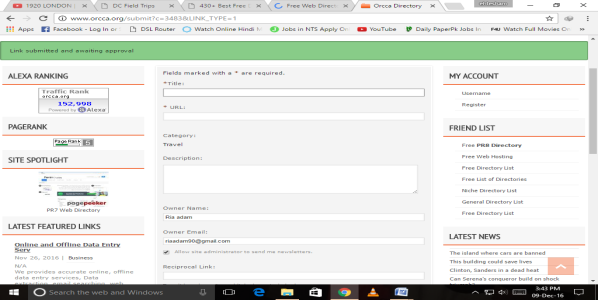 1920 LONDON
DC Field Trips
430+ Best Free
Free Web Direc
Orcca Directory
www.orcca.org/submit?c=3483&LINK_TYPE=1
Apps
Facebook - Log In or
DSL Router
Watch Online Hindi
Jobs in NTS Apply On
YouTube
Daily PaperPk Jobs in
Watch Full Movies On
Link submitted and awaiting approval
ALEXA RANKING
Traffic Rank
orcca.org
152,998
Powered by Alexa
PAGERANK
PageRank
SITE SPOTLIGHT
pagepeeker
PR7 Web Directory
LATEST FEATURED LINKS
Online and Offline Data Entry
Serv
Nov 26, 2016 | Business
N/A
We provides accurate online, offline
data entry services, Data
Fields marked with a * are required.
*Title:
* URL:
Category:
Travel
Description:
Owner Name:
Ria adam
Owner Email:
riaadam90@gmail.com
Allow site administrator to send me newsletters.
Reciprocal Link:
MY ACCOUNT
Username
Register
FRIEND LIST
Free PR8 Directory
Free Web Hosting
Free Directory List
Free List of Directories
Niche Directory List
General Directory List
Free Directory List
LATEST NEWS
The island where cars are banned
This building could save lives
Clinton, Sanders in a dead heat
Can Serena's conqueror build on shock
Search the web and Windows
3:43 PM
09-Dec-16